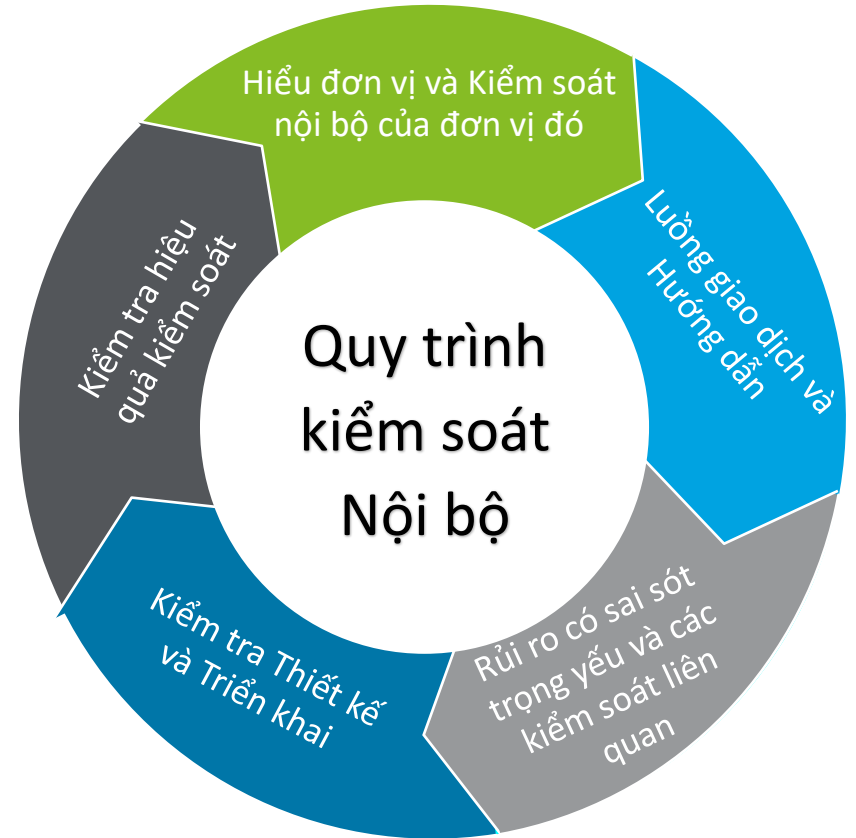 Hiểu đơn vị và Kiểm soát
nội bộ của đơn vị đó
Luồng giao dịch và
Hướng dẫn
Rủi ro có sai sót
trọng yếu và các
kiểm soát liên
quan
Kiểm tra Thiết kế
và Triển khai
Kiểm tra hiệu
quả kiểm soát
Quy trình
kiểm soát
Nội bộ